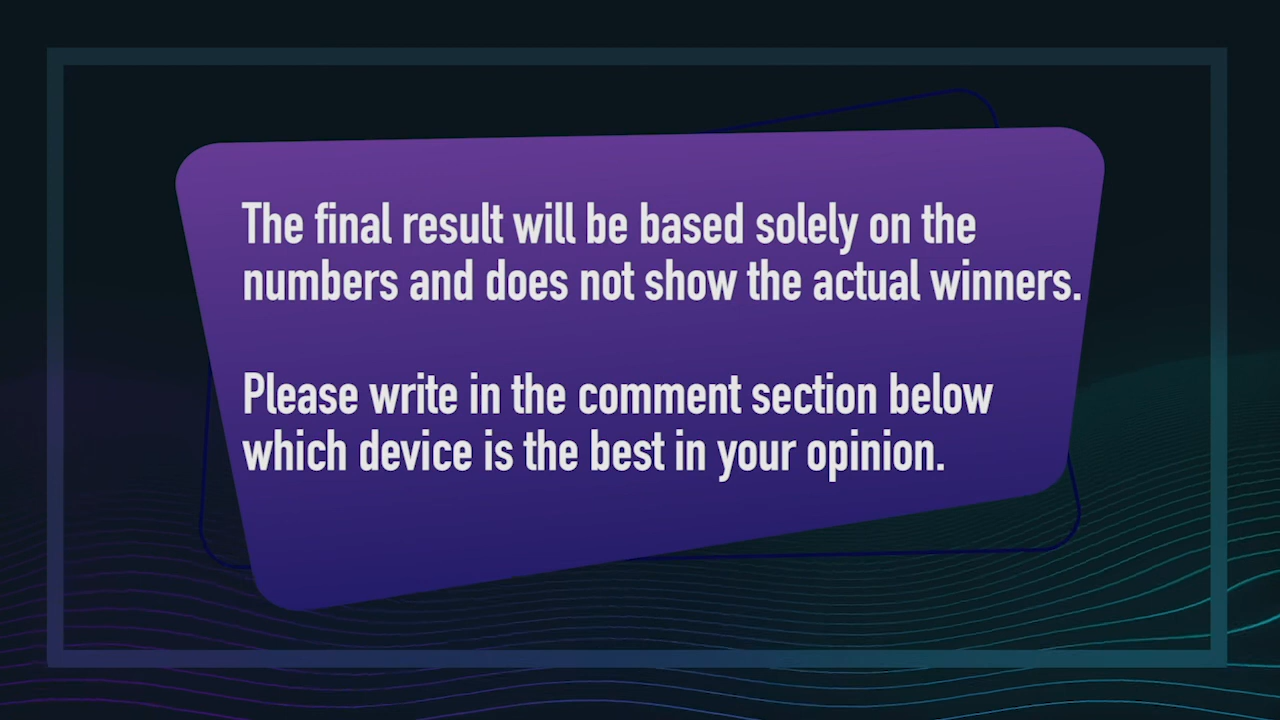 The final result will be based solely on the
numbers and does not show the actual winners.
Please write in the comment section below
which device is the best in your opinion.